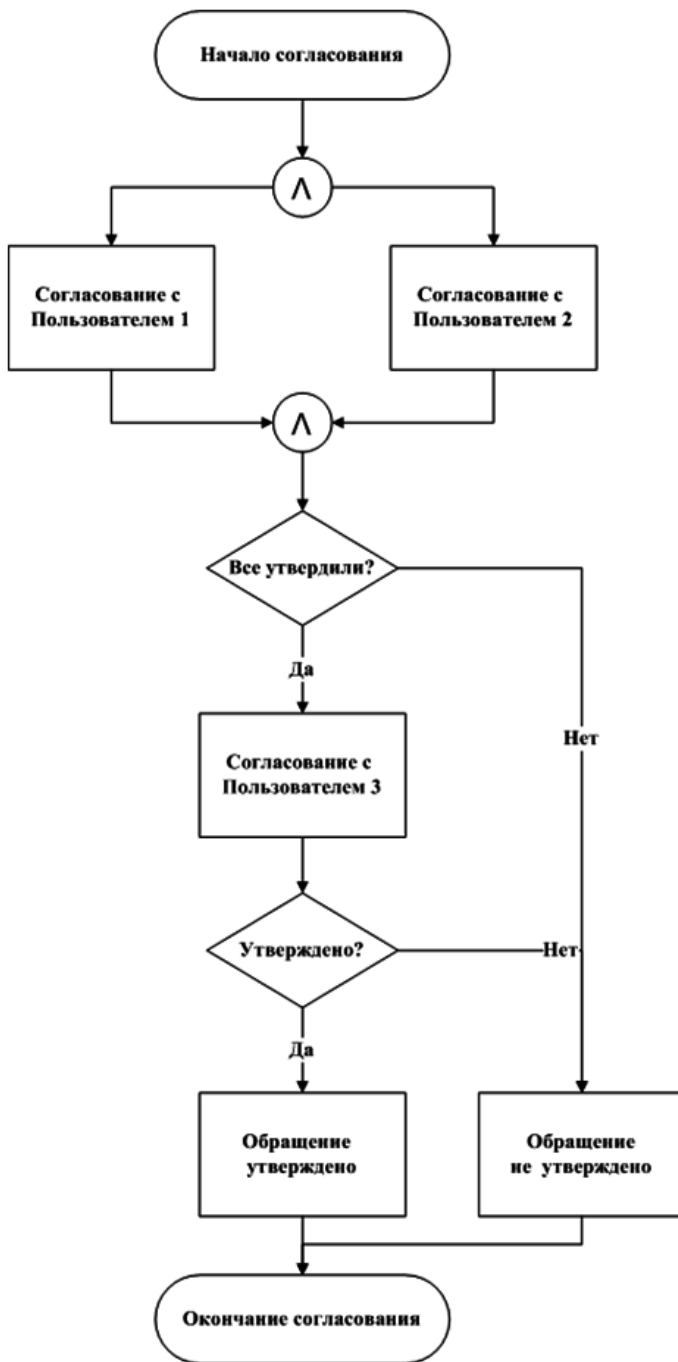 Начало согласования
Λ
Согласование с
Пользователем 1
Согласование с
Пользователем 2
Λ
Все утвердили?
Да
Нет
Согласование с
Пользователем 3
Утверждено?
Нет
Да
Обращение
утверждено
Обращение
не утверждено
Окончание согласования